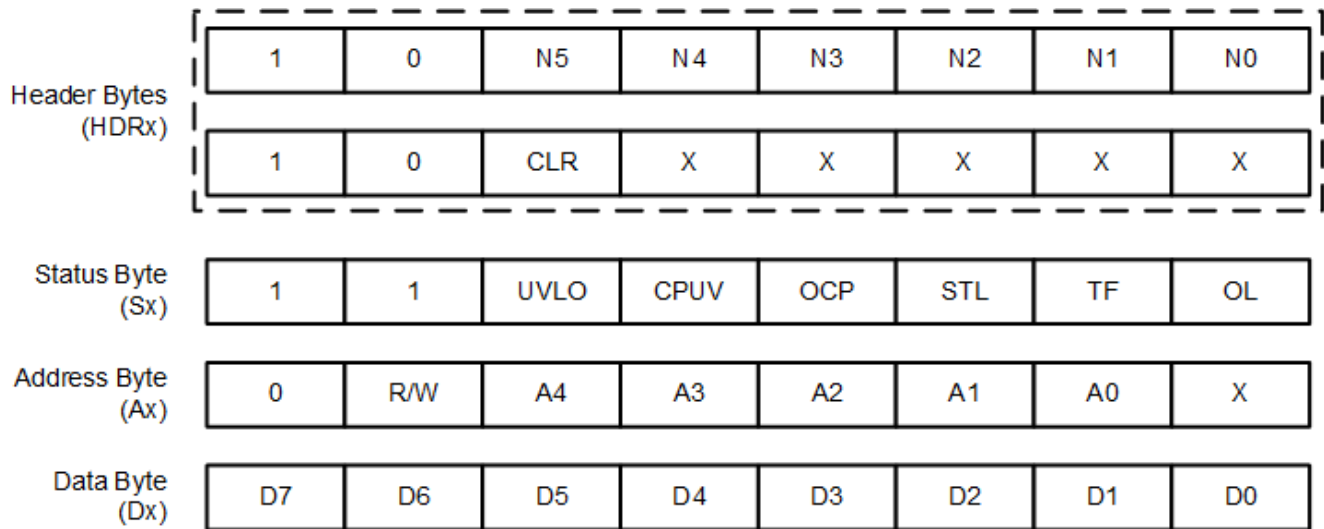 1 0 N5 N4 N3 N2 N1 N0
Header Bytes
(HDRx)
1 0 CLR X X X X X
Status Byte
(Sx)
1 1 UVLO CPUV OCP STL TF OL
Address Byte
(Ax)
0 R/W A4 A3 A2 A1 A0 X
Data Byte
(Dx)
D7 D6 D5 D4 D3 D2 D1 D0